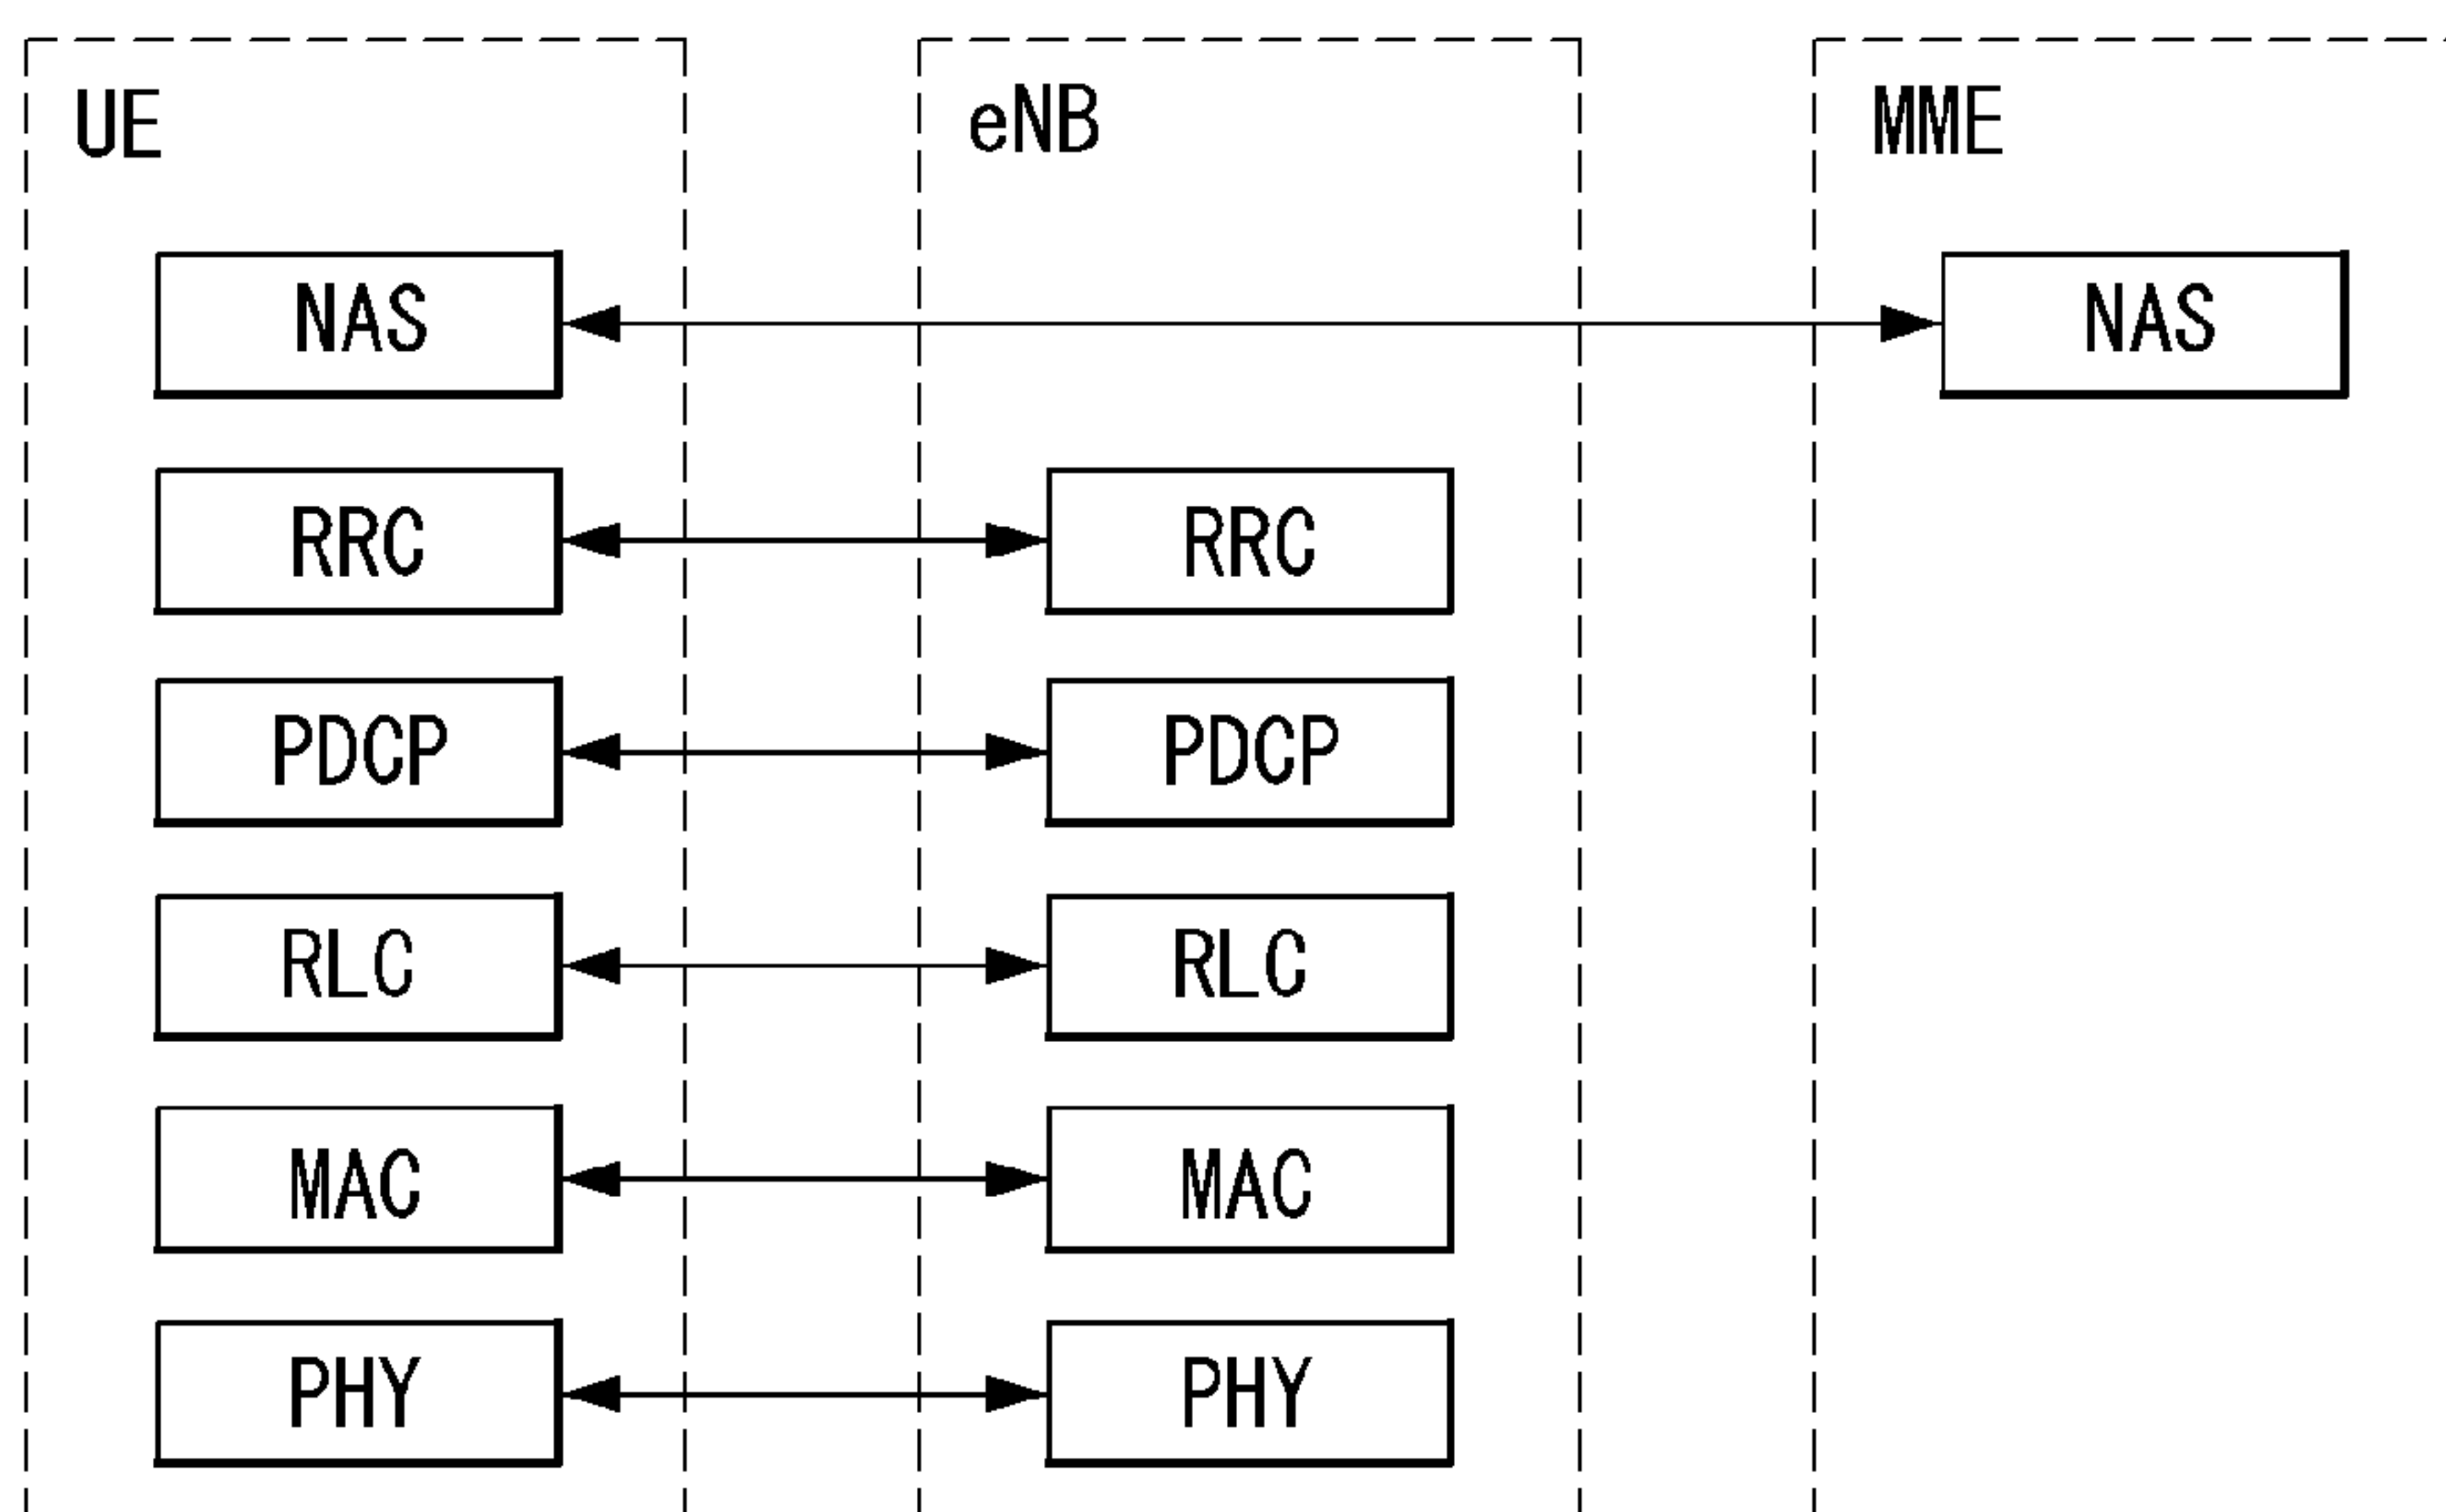 UE eNB MME
NAS NAS
RRC RRC
PDCP PDCP
RLC RLC
MAC MAC
PHY PHY